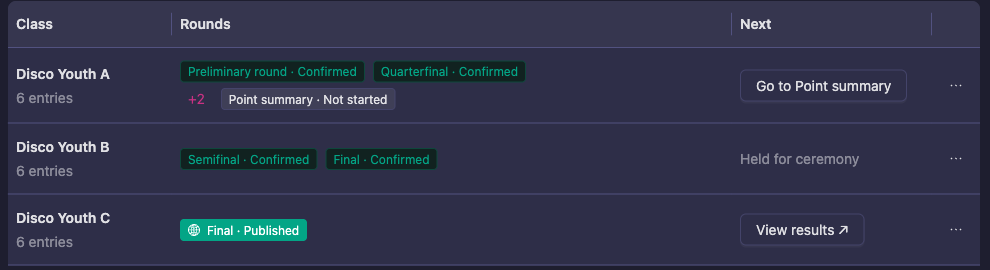 Class Rounds Next
Disco Youth A
6 entries
Preliminary round · Confirmed Quarterfinal · Confirmed
+2 Point summary · Not started
Go to Point summary
...
Disco Youth B
6 entries
Semifinal · Confirmed Final · Confirmed
Held for ceremony
...
Disco Youth C
6 entries
Final · Published
View results ↗
...